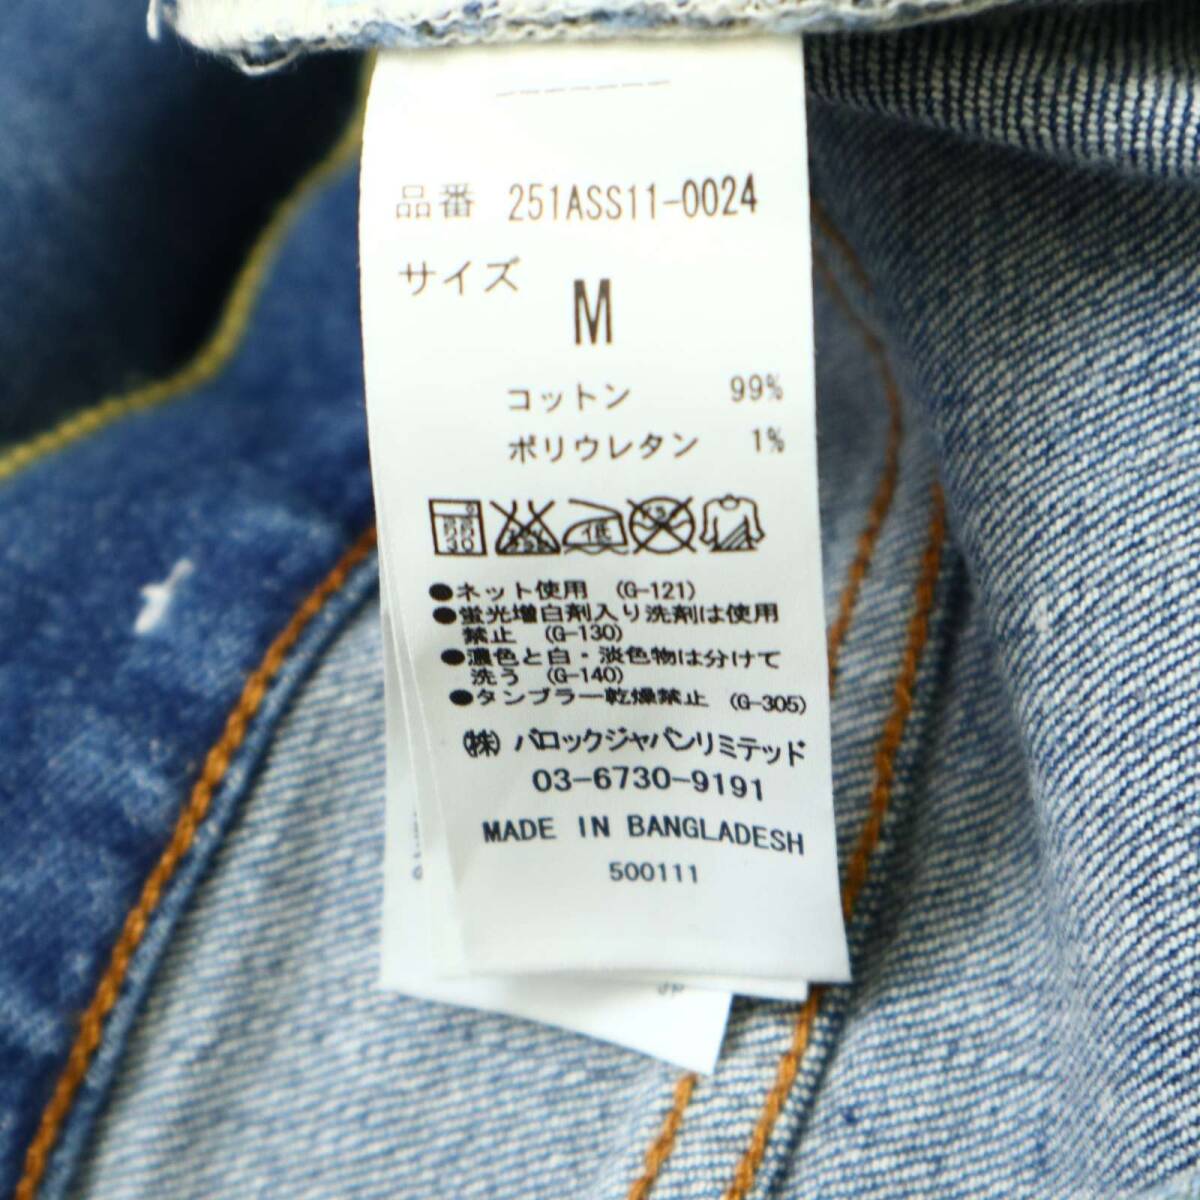 品番 251ASS11-0024
サイズ
M
コットン 99%
ポリウレタン 1%
30
低
●ネット使用 (G-121)
●蛍光増白剤入り洗剤は使用
禁止 (G-130)
●濃色と白・淡色物は分けて
洗う (G-140)
●タンブラー乾燥禁止 (G-305)
㈱ バロックジャパンリミテッド
03-6730-9191
MADE IN BANGLADESH
500111